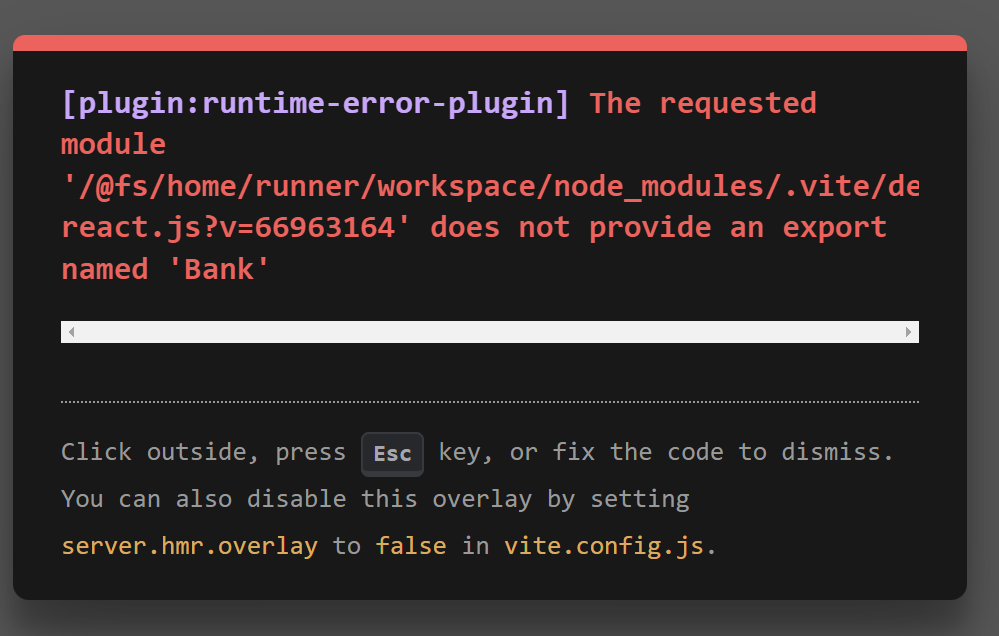 [plugin:runtime-error-plugin] The requested
module
'/@fs/home/runner/workspace/node_modules/.vite/de
react.js?v=66963164' does not provide an export
named 'Bank'
Click outside, press Esc key, or fix the code to dismiss.
You can also disable this overlay by setting
server.hmr.overlay to false in vite.config.js.